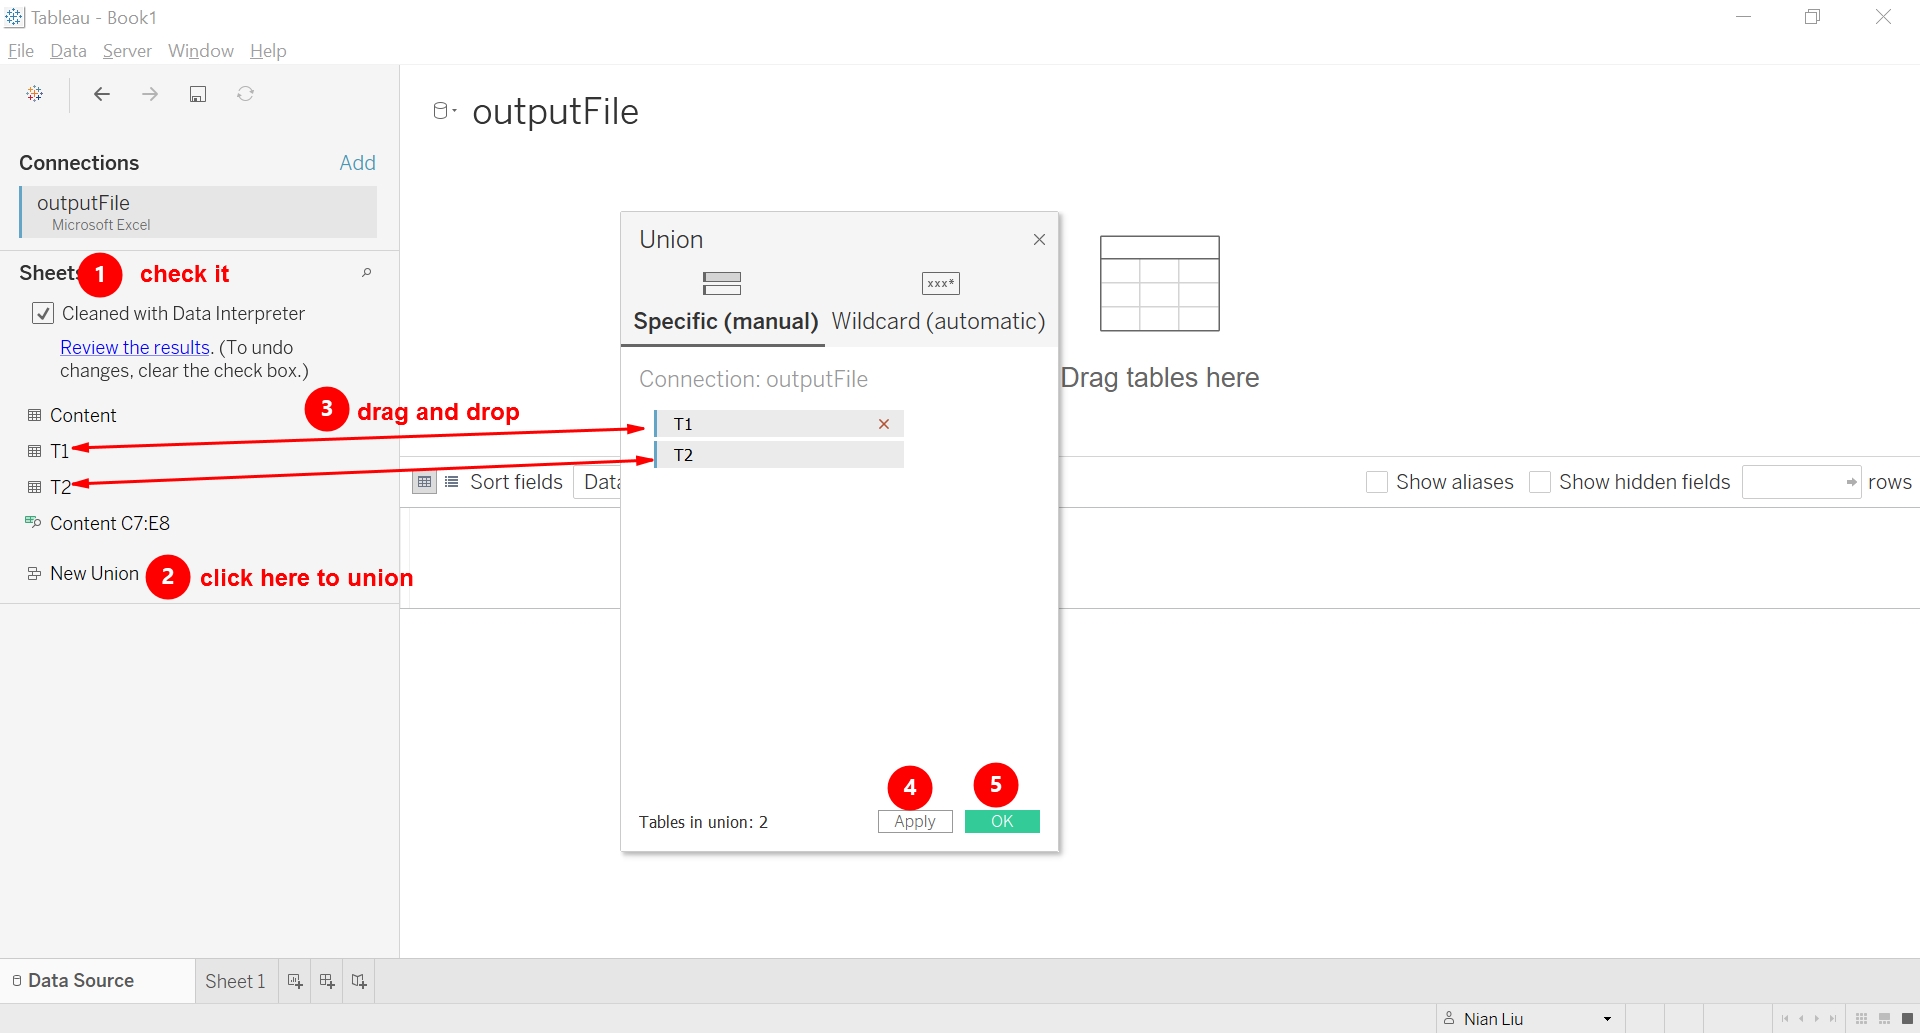 Tableau - Book1
File Data Server Window Help
outputFile
Connections Add
outputFile
Microsoft Excel
Sheets 1 check it
Cleaned with Data Interpreter
Review the results. (To undo
changes, clear the check box.)
Content
3 drag and drop
T1
T2
Content C7:E8
New Union 2 click here to union
Union
xxx*
Specific (manual) Wildcard (automatic)
Connection: outputFile
T1
T2
Drag tables here
Sort fields Data
Show aliases Show hidden fields rows
4 5
Tables in union: 2 Apply OK
Data Source Sheet 1
Nian Liu